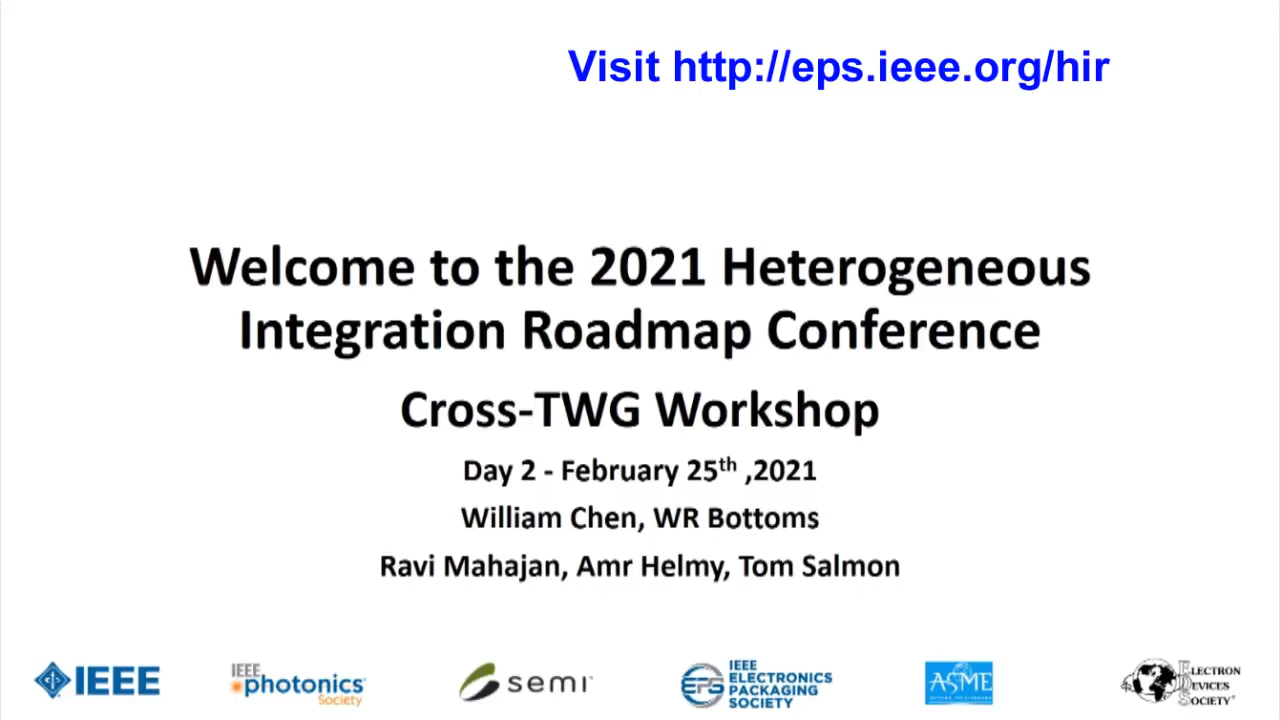 Visit http://eps.ieee.org/hir
Welcome to the 2021 Heterogeneous
Integration Roadmap Conference
Cross-TWG Workshop
Day 2 - February 25th ,2021
William Chen, WR Bottoms
Ravi Mahajan, Amr Helmy, Tom Salmon
IEEE
IEEE
photonics
Society
semi
EPS
IEEE
ELECTRONICS
PACKAGING
SOCIETY
ASME
ELECTRON
DEVICES
SOCIETY®